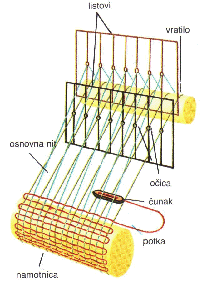 listovi
vratilo
osnovna nit
očica
čunak
potka
namotnica